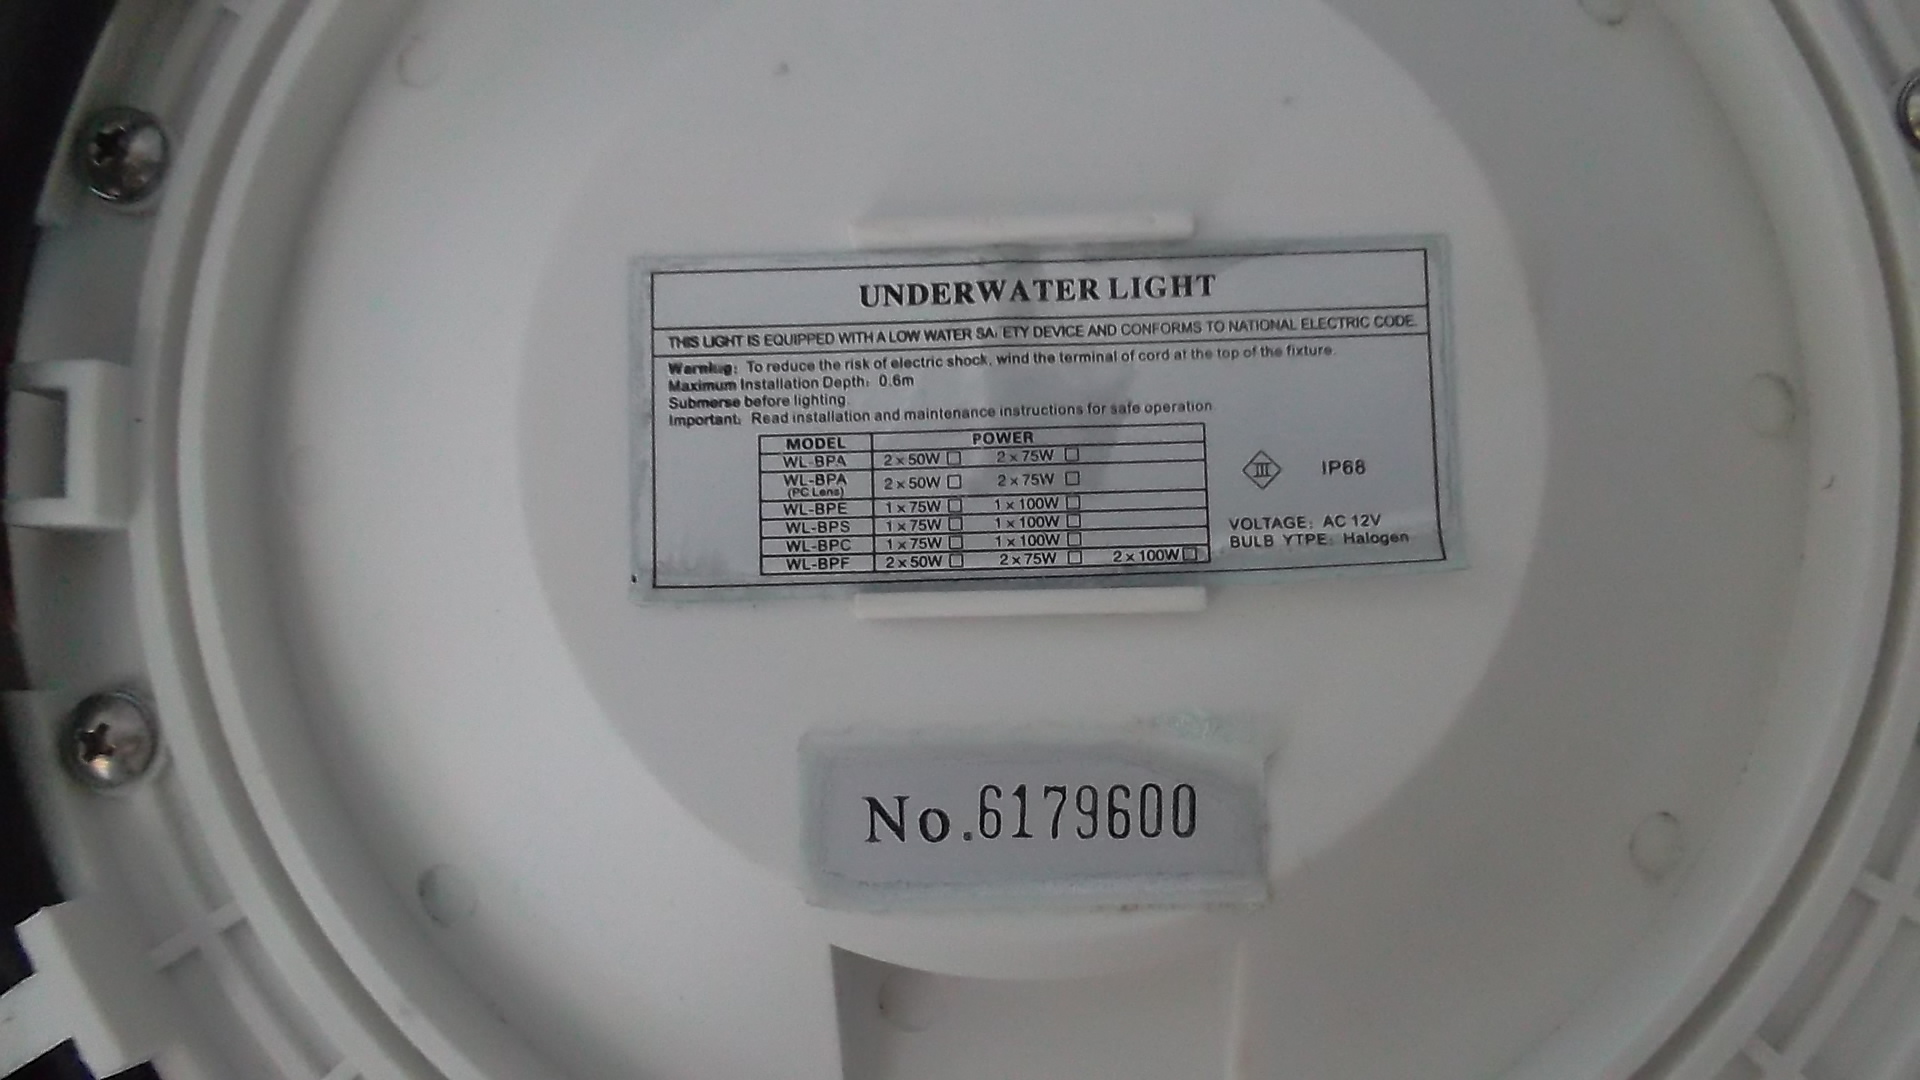 UNDERWATER LIGHT
THIS LIGHT IS EQUIPPED WITH A LOW WATER SAFETY DEVICE AND CONFORMS TO NATIONAL ELECTRIC CODE.
Warning: To reduce the risk of electric shock, wind the terminal of cord at the top of the fixture.
Maximum Installation Depth: 0.6m
Submerse before lighting.
Important: Read installation and maintenance instructions for safe operation.
MODEL POWER
WL-BPA 2×50W □ 2×75W □
WL-BPA (PC Lens) 2×50W □ 2×75W □
WL-BPE 1×75W □ 1×100W □
WL-BPS 1×75W □ 1×100W □
WL-BPC 1×75W □ 1×100W □
WL-BPF 2×50W □ 2×75W □ 2×100W □
III IP68
VOLTAGE: AC 12V
BULB YTPE: Halogen
No.6179600